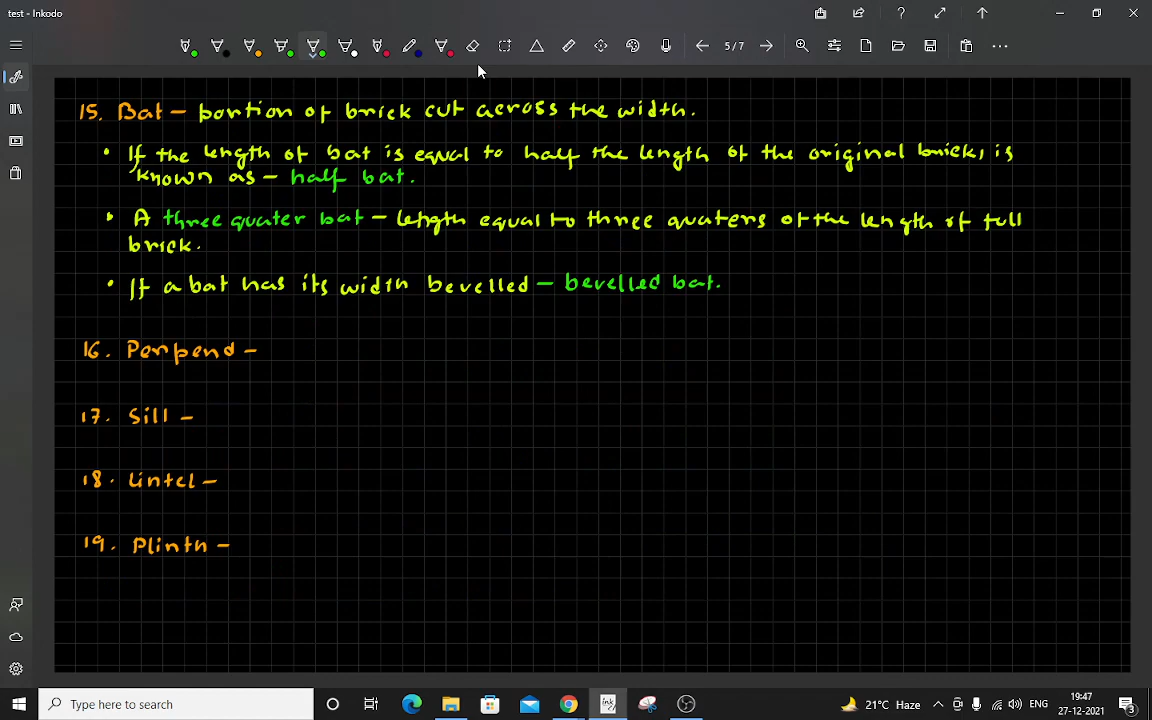 test - Inkodo
5/7
15. Bat - portion of brick cut across the width.
• If the length of bat is equal to half the length of the original brick, is
known as - half bat.
• A three quater bat - length equal to three quaters of the length of full
brick.
• If a bat has its width bevelled - bevelled bat.
16. Perpend -
17. Sill -
18. Lintel -
19. Plinth -
Type here to search
21°C Haze
ENG
19:47
27-12-2021
3